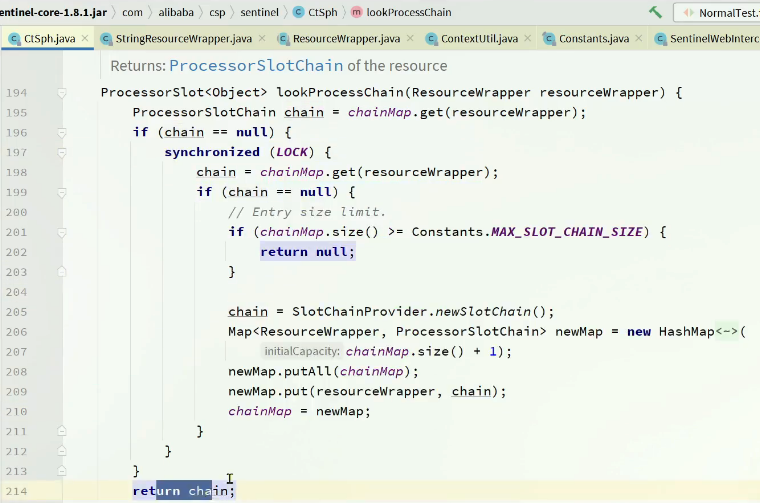 entinel-core-1.8.1.jar com alibaba csp sentinel CtSph lookProcessChain NormalTest.
CtSph.java StringResourceWrapper.java ResourceWrapper.java ContextUtil.java Constants.java SentinelWebInterc
Returns: ProcessorSlotChain of the resource
194 ProcessorSlot<Object> lookProcessChain(ResourceWrapper resourceWrapper) {
195 ProcessorSlotChain chain = chainMap.get(resourceWrapper);
196 if (chain == null) {
197 synchronized (LOCK) {
198 chain = chainMap.get(resourceWrapper);
199 if (chain == null) {
200 // Entry size limit.
201 if (chainMap.size() >= Constants.MAX_SLOT_CHAIN_SIZE) {
202 return null;
203 }
204
205 chain = SlotChainProvider.newSlotChain();
206 Map<ResourceWrapper, ProcessorSlotChain> newMap = new HashMap<~>(
207 initialCapacity: chainMap.size() + 1);
208 newMap.putAll(chainMap);
209 newMap.put(resourceWrapper, chain);
210 chainMap = newMap;
211 }
212 }
213 }
214 return chain;